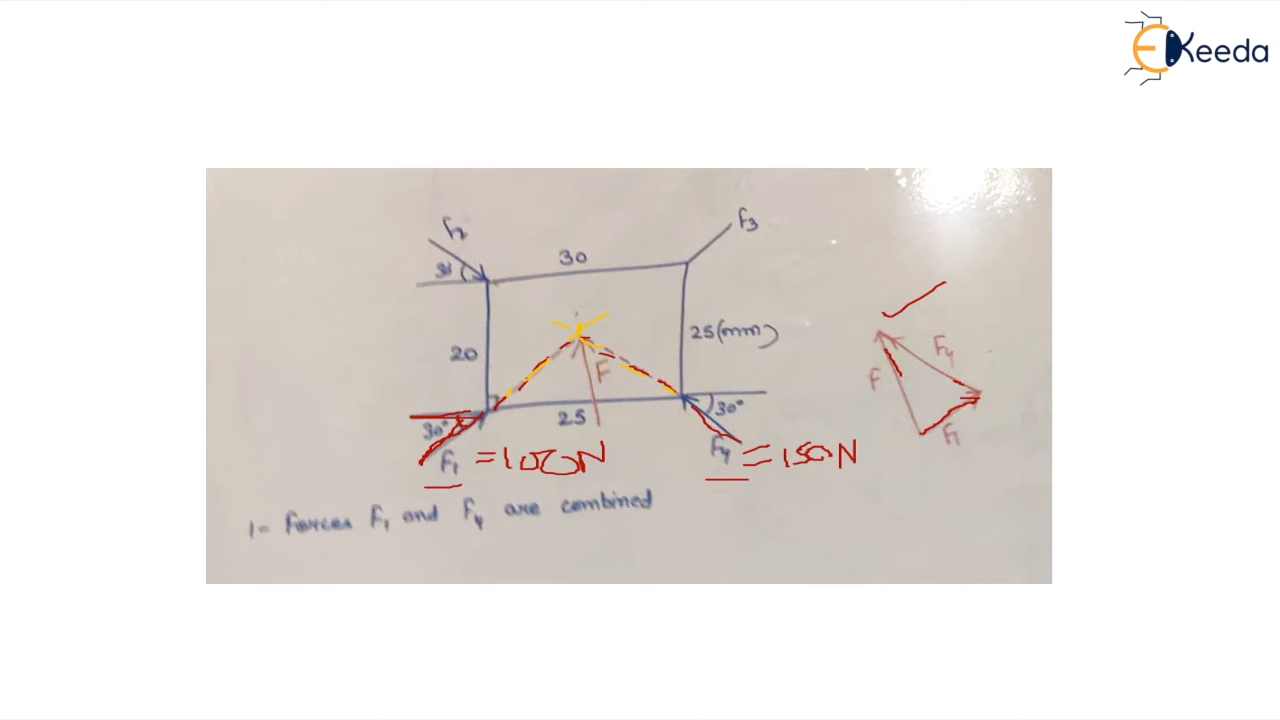 EKeeda
f2
f3
30
30
20
25(mm)
F
F4
F
F1
25
30°
30°
F1 = 100N
F4 = 150N
1- Forces F1 and F4 are combined